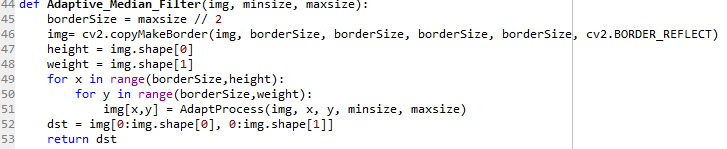 44 def Adaptive_Median_Filter(img, minsize, maxsize):
45     borderSize = maxsize // 2
46     img= cv2.copyMakeBorder(img, borderSize, borderSize, borderSize, borderSize, cv2.BORDER_REFLECT)
47     height = img.shape[0]
48     weight = img.shape[1]
49     for x in range(borderSize,height):
50         for y in range(borderSize,weight):
51             img[x,y] = AdaptProcess(img, x, y, minsize, maxsize)
52     dst = img[0:img.shape[0], 0:img.shape[1]]
53     return dst